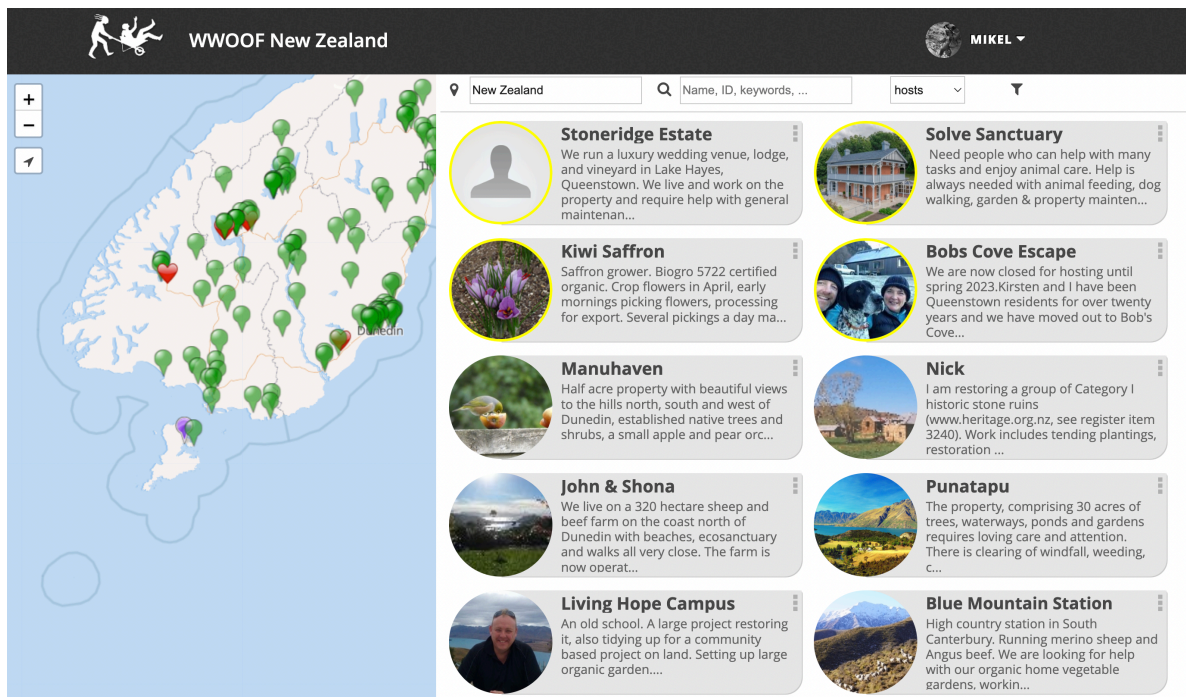 WWOOF New Zealand
MIKEL
+
−
Dunedin
New Zealand
Name, ID, keywords, ...
hosts
Stoneridge Estate
We run a luxury wedding venue, lodge,
and vineyard in Lake Hayes,
Queenstown. We live and work on the
property and require help with general
maintenan...
Solve Sanctuary
Need people who can help with many
tasks and enjoy animal care. Help is
always needed with animal feeding, dog
walking, garden & property mainten...
Kiwi Saffron
Saffron grower. Biogro 5722 certified
organic. Crop flowers in April, early
mornings picking flowers, processing
for export. Several pickings a day ma...
Bobs Cove Escape
We are now closed for hosting until
spring 2023.Kirsten and I have been
Queenstown residents for over twenty
years and we have moved out to Bob's
Cove...
Manuhaven
Half acre property with beautiful views
to the hills north, south and west of
Dunedin, established native trees and
shrubs, a small apple and pear orc...
Nick
I am restoring a group of Category I
historic stone ruins
(www.heritage.org.nz, see register item
3240). Work includes tending plantings,
restoration ...
John & Shona
We live on a 320 hectare sheep and
beef farm on the coast north of
Dunedin with beaches, ecosanctuary
and walks all very close. The farm is
now operat...
Punatapu
The property, comprising 30 acres of
trees, waterways, ponds and gardens
requires loving care and attention.
There is clearing of windfall, weeding,
c...
Living Hope Campus
An old school. A large project restoring
it, also tidying up for a community
based project on land. Setting up large
organic garden....
Blue Mountain Station
High country station in South
Canterbury. Running merino sheep and
Angus beef. We are looking for help
with our organic home vegetable
gardens, workin...